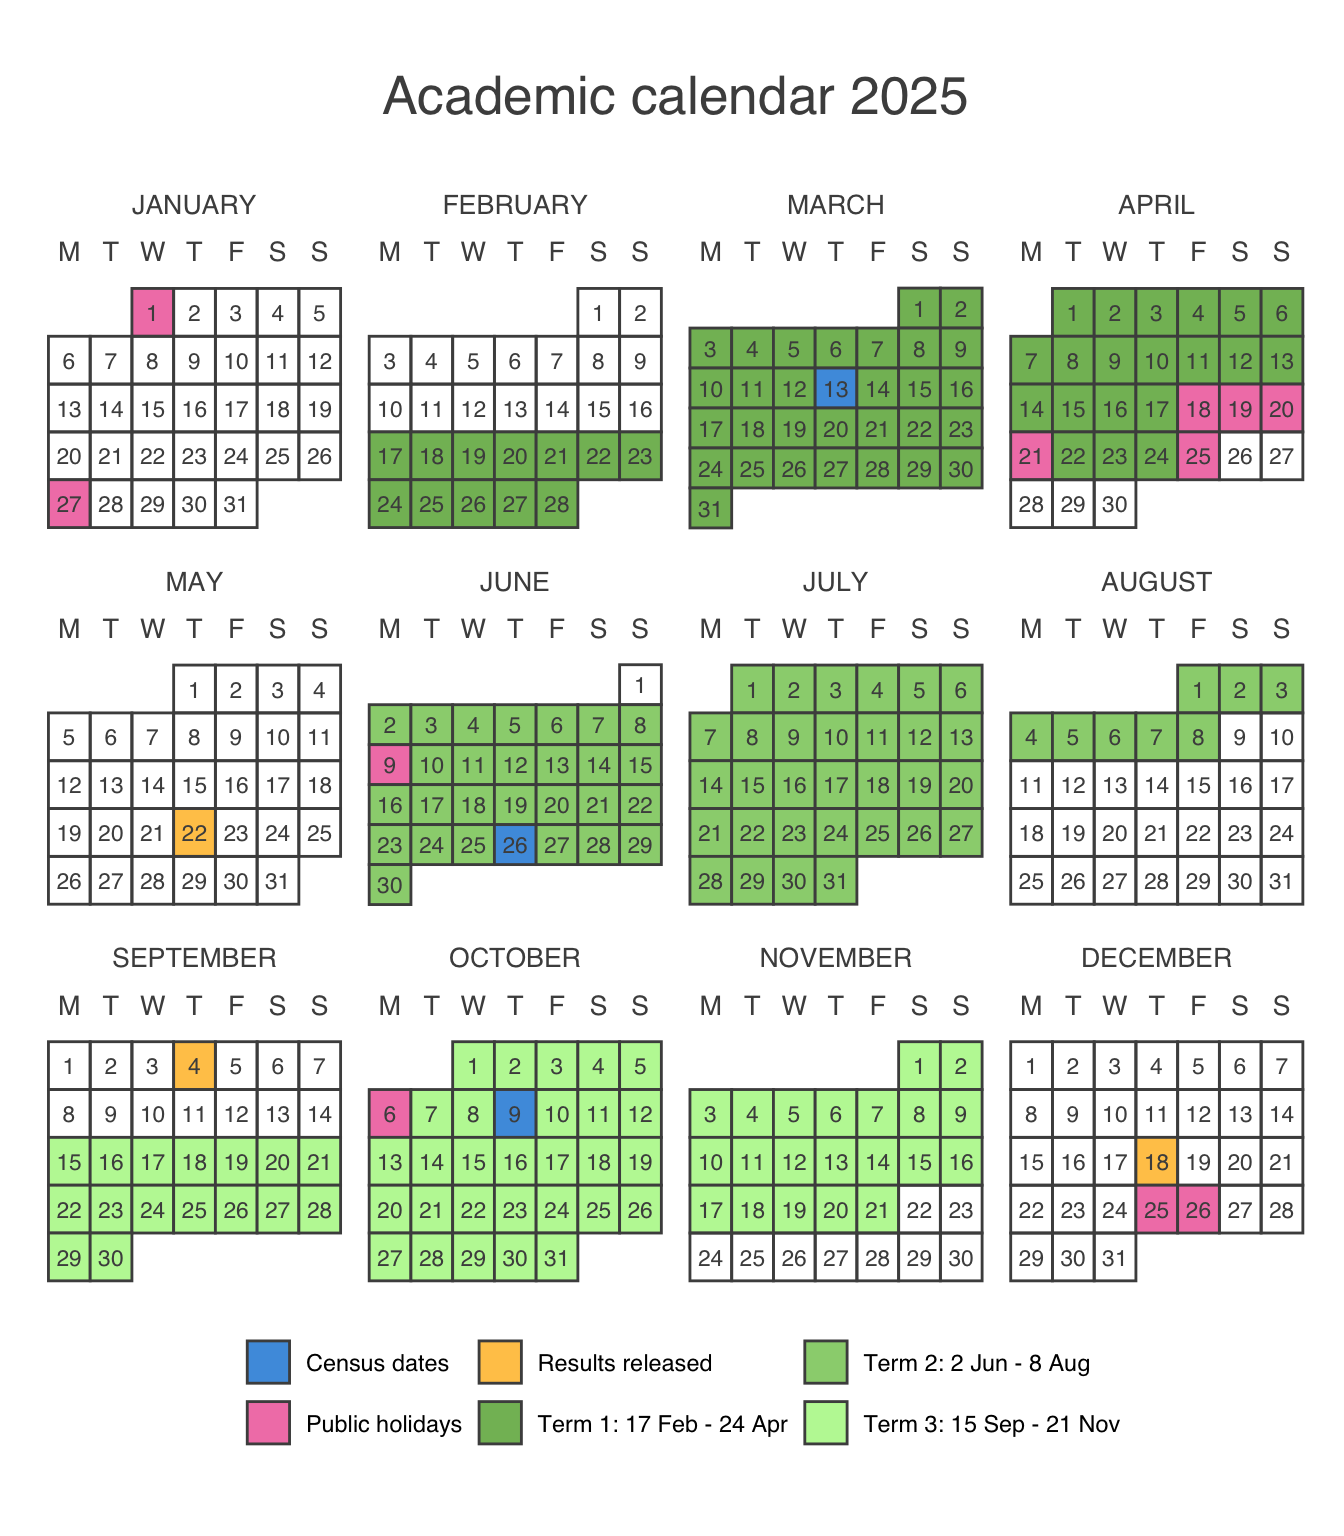 Academic calendar 2025
JANUARY FEBRUARY MARCH APRIL
M T W T F S S M T W T F S S M T W T F S S M T W T F S S
1 2 3 4 5 1 2 1 2 1 2 3 4 5 6
6 7 8 9 10 11 12 3 4 5 6 7 8 9 3 4 5 6 7 8 9 7 8 9 10 11 12 13
13 14 15 16 17 18 19 10 11 12 13 14 15 16 10 11 12 13 14 15 16 14 15 16 17 18 19 20
20 21 22 23 24 25 26 17 18 19 20 21 22 23 17 18 19 20 21 22 23 21 22 23 24 25 26 27
27 28 29 30 31 24 25 26 27 28 24 25 26 27 28 29 30 28 29 30
31
MAY JUNE JULY AUGUST
M T W T F S S M T W T F S S M T W T F S S M T W T F S S
1 2 3 4 1 1 2 3 4 5 6 1 2 3
5 6 7 8 9 10 11 2 3 4 5 6 7 8 7 8 9 10 11 12 13 4 5 6 7 8 9 10
12 13 14 15 16 17 18 9 10 11 12 13 14 15 14 15 16 17 18 19 20 11 12 13 14 15 16 17
19 20 21 22 23 24 25 16 17 18 19 20 21 22 21 22 23 24 25 26 27 18 19 20 21 22 23 24
26 27 28 29 30 31 23 24 25 26 27 28 29 28 29 30 31 25 26 27 28 29 30 31
30
SEPTEMBER OCTOBER NOVEMBER DECEMBER
M T W T F S S M T W T F S S M T W T F S S M T W T F S S
1 2 3 4 5 6 7 1 2 3 4 5 1 2 1 2 3 4 5 6 7
8 9 10 11 12 13 14 6 7 8 9 10 11 12 3 4 5 6 7 8 9 8 9 10 11 12 13 14
15 16 17 18 19 20 21 13 14 15 16 17 18 19 10 11 12 13 14 15 16 15 16 17 18 19 20 21
22 23 24 25 26 27 28 20 21 22 23 24 25 26 17 18 19 20 21 22 23 22 23 24 25 26 27 28
29 30 27 28 29 30 31 24 25 26 27 28 29 30 29 30 31
Census dates Results released Term 2: 2 Jun - 8 Aug
Public holidays Term 1: 17 Feb - 24 Apr Term 3: 15 Sep - 21 Nov